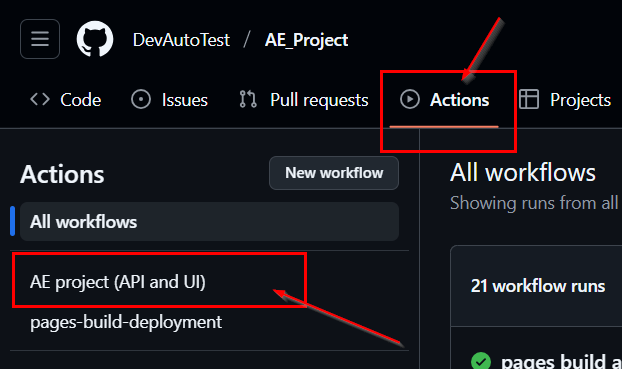 DevAutoTest / AE_Project
Code Issues Pull requests Actions Projects
Actions
New workflow
All workflows
AE project (API and UI)
pages-build-deployment
All workflows
Showing runs from all
21 workflow runs
pages build a